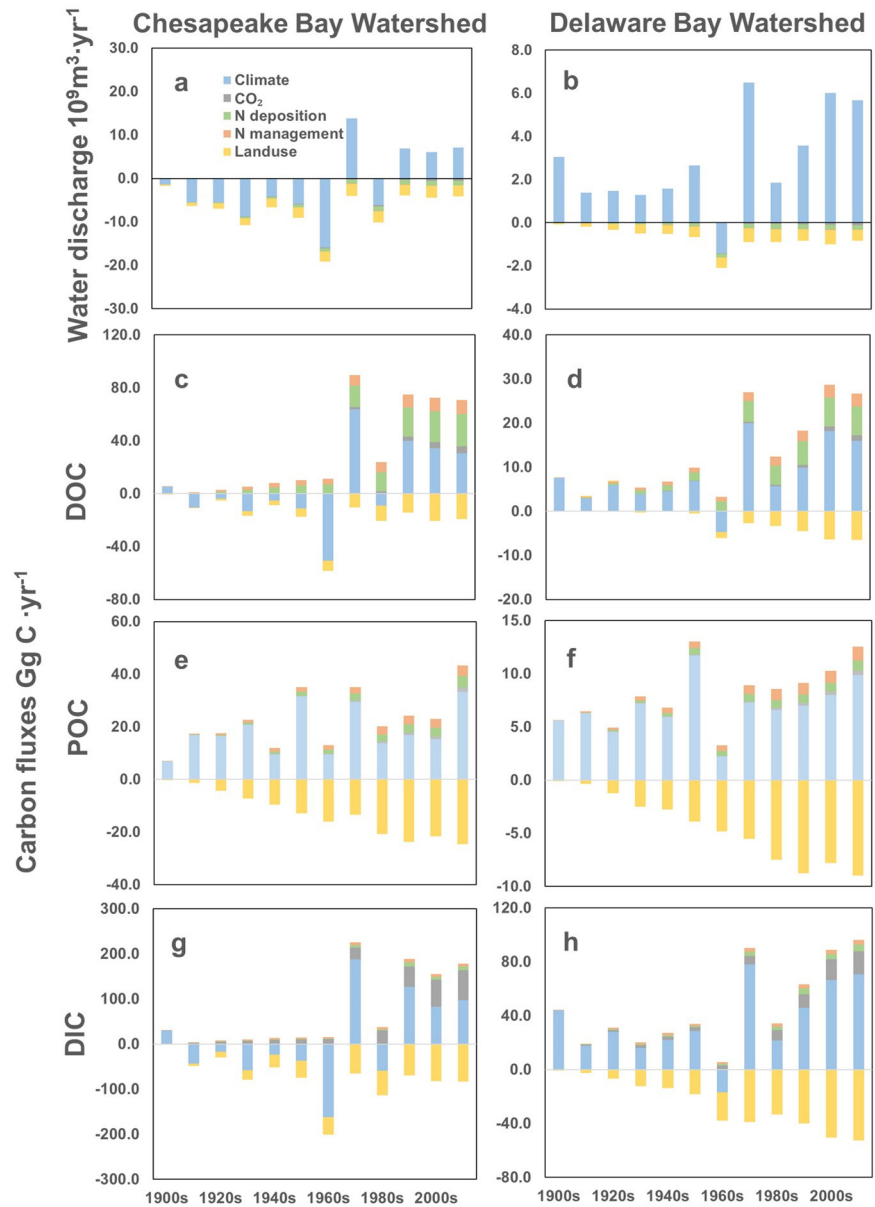 Chesapeake Bay Watershed
Delaware Bay Watershed
Water discharge 10⁹m³·yr⁻¹
30.0
20.0
10.0
0.0
-10.0
-20.0
-30.0
a
Climate
CO₂
N deposition
N management
Landuse
8.0
6.0
4.0
2.0
0.0
-2.0
-4.0
b
Carbon fluxes Gg C ·yr⁻¹
DOC
120.0
80.0
40.0
0.0
-40.0
-80.0
c
40.0
30.0
20.0
10.0
0.0
-10.0
-20.0
d
POC
60.0
40.0
20.0
0.0
-20.0
-40.0
e
15.0
10.0
5.0
0.0
-5.0
-10.0
f
DIC
300.0
200.0
100.0
0.0
-100.0
-200.0
-300.0
g
1900s 1920s 1940s 1960s 1980s 2000s
120.0
80.0
40.0
0.0
-40.0
-80.0
h
1900s 1920s 1940s 1960s 1980s 2000s